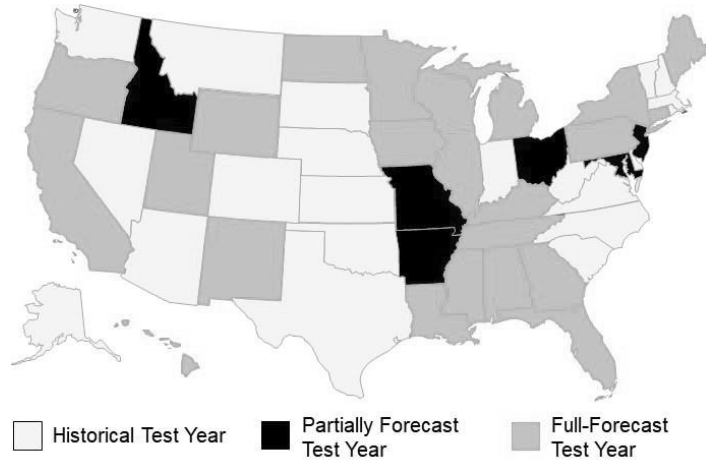 Historical Test Year
Partially Forecast
Test Year
Full-Forecast
Test Year